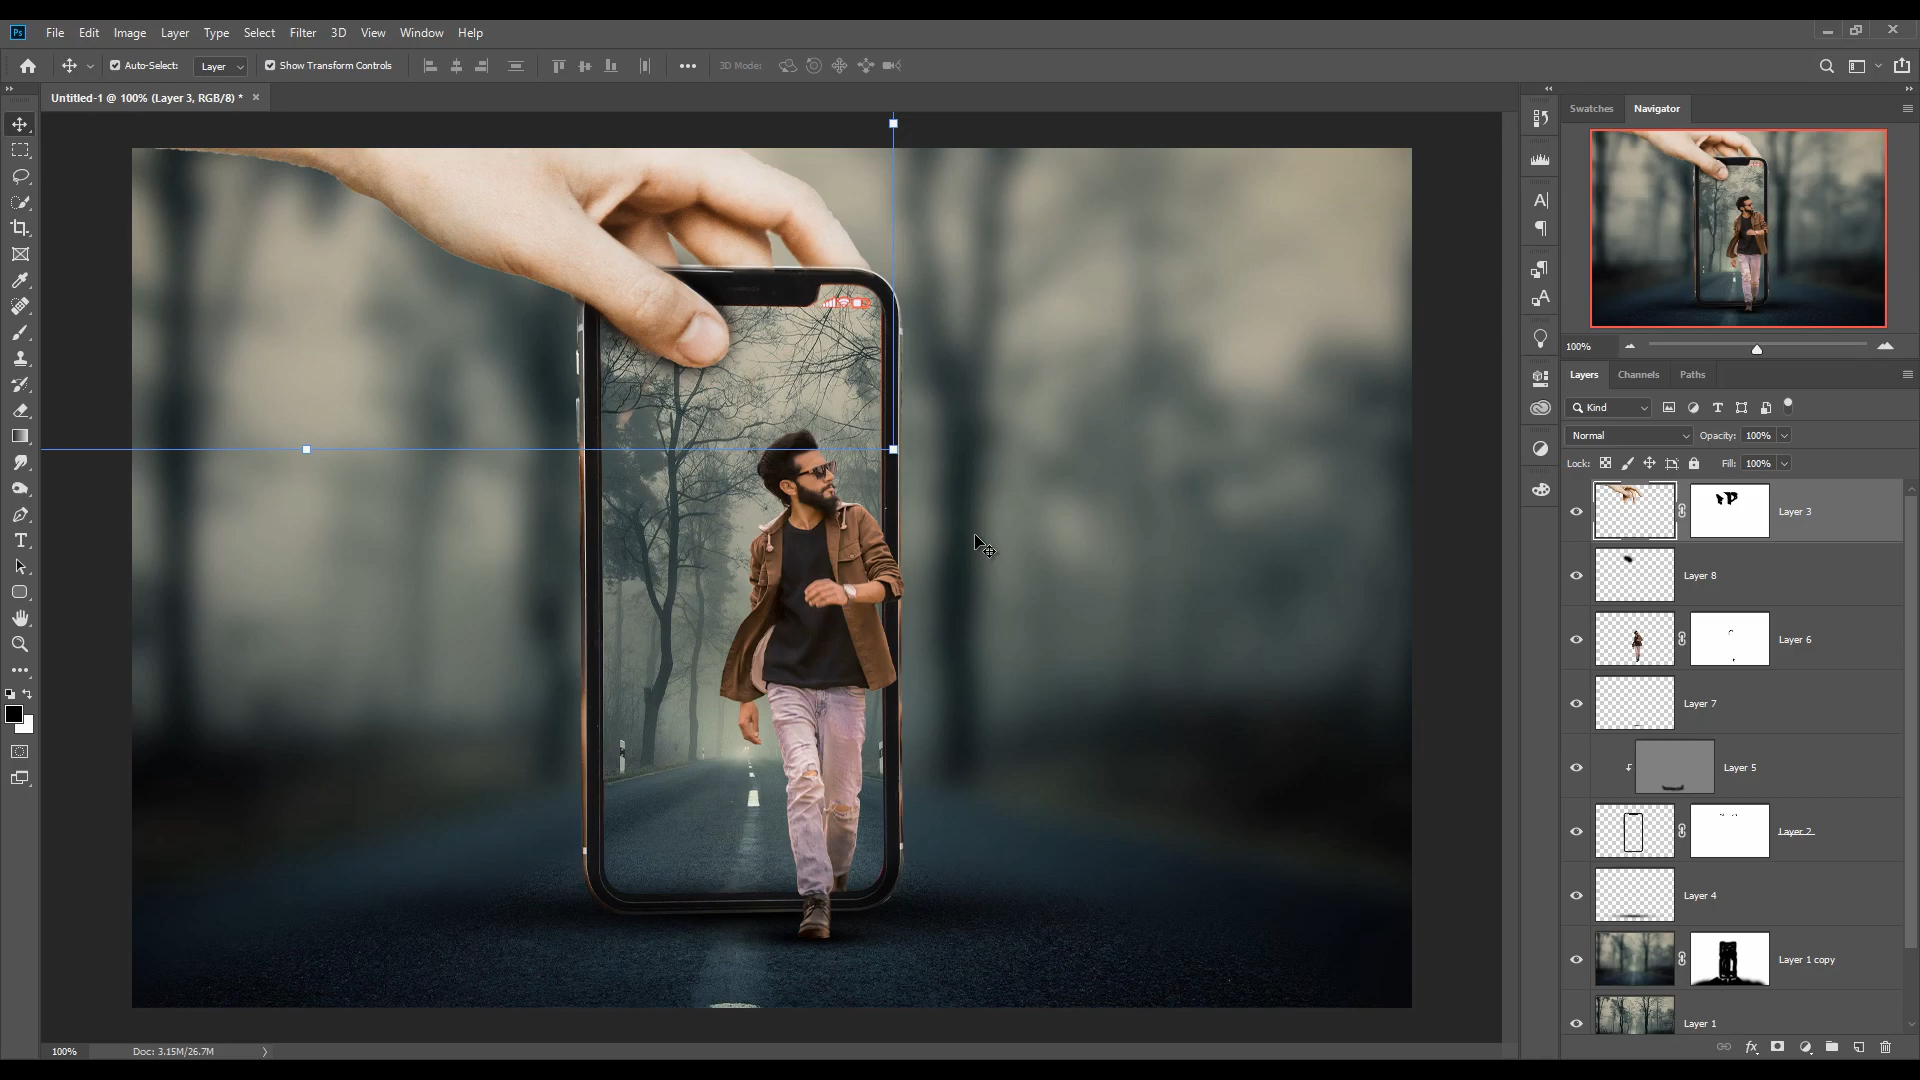 Ps File Edit Image Layer Type Select Filter 3D View Window Help
Auto-Select: Layer Show Transform Controls 3D Mode:
Untitled-1 @ 100% (Layer 3, RGB/8) *
Swatches Navigator
100%
Layers Channels Paths
Kind
Normal Opacity: 100%
Lock: Fill: 100%
Layer 3
Layer 8
Layer 6
Layer 7
Layer 5
Layer 2
Layer 4
Layer 1 copy
Layer 1
100% Doc: 3.15M/26.7M